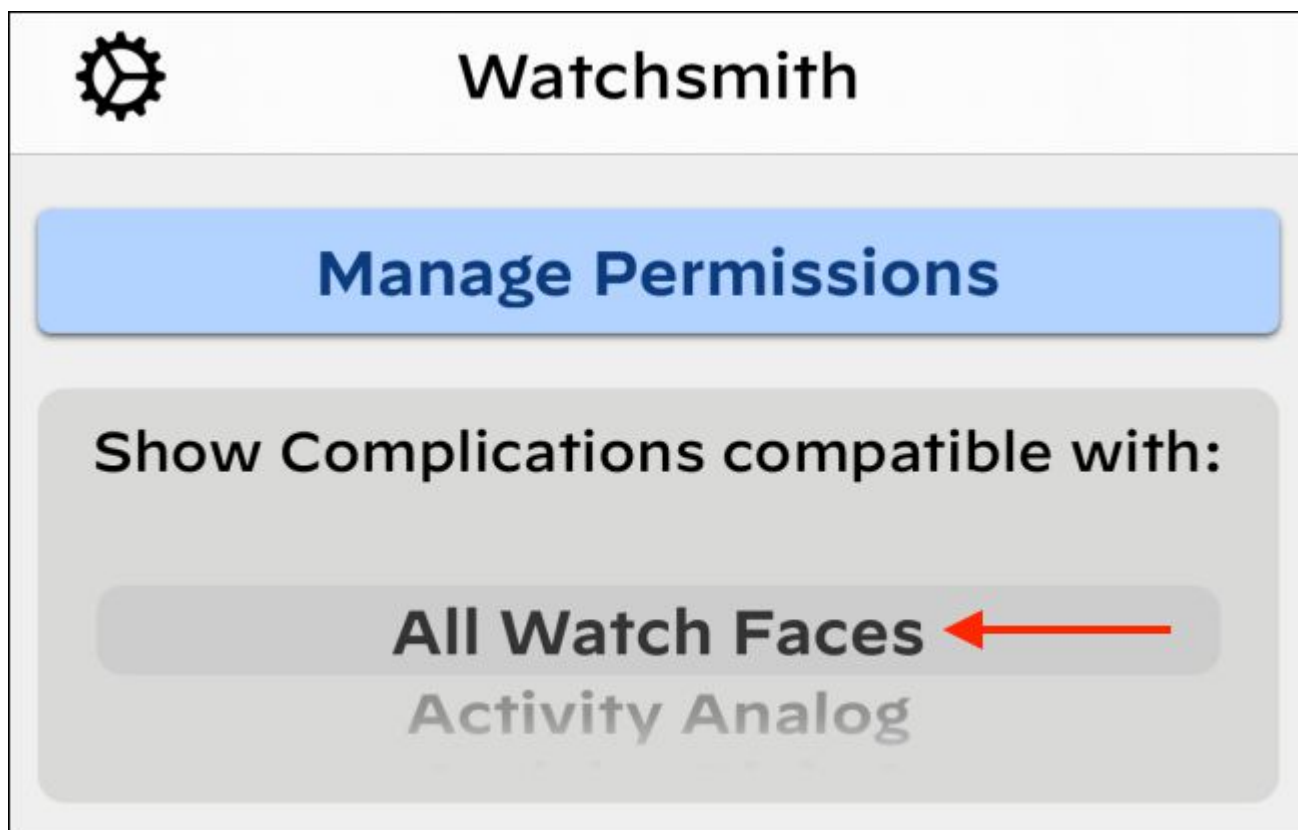 Watchsmith
Manage Permissions
Show Complications compatible with:
All Watch Faces
Activity Analog